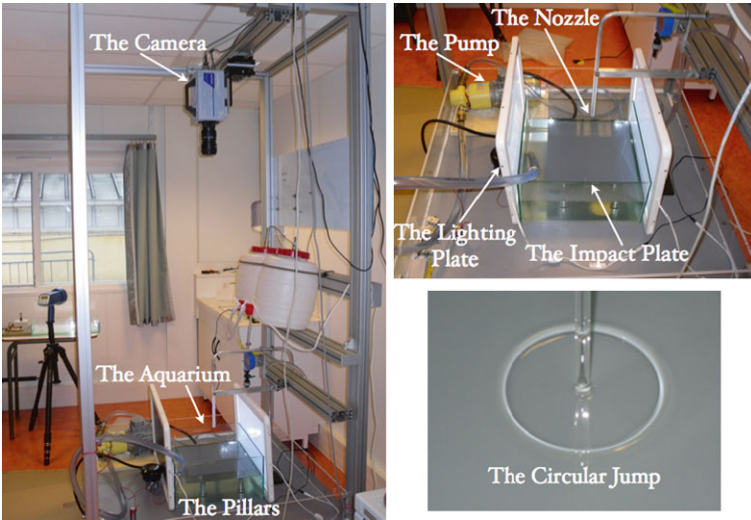 The Camera
The Aquarium
The Pillars
The Nozzle
The Pump
The Lighting
Plate
The Impact Plate
The Circular Jump